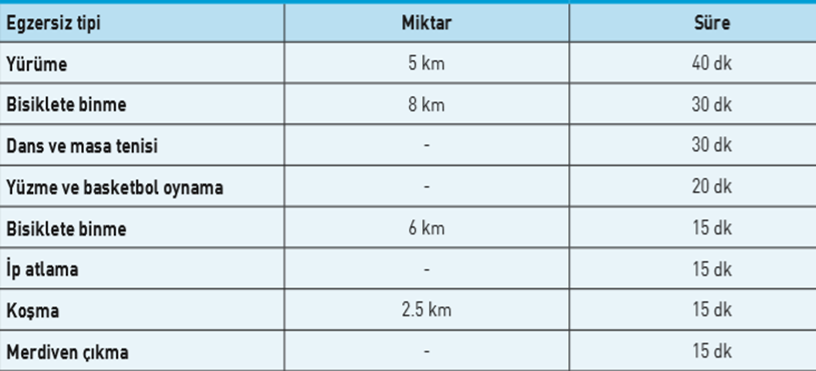 Egzersiz tipi Miktar Süre
Yürüme 5 km 40 dk
Bisiklete binme 8 km 30 dk
Dans ve masa tenisi - 30 dk
Yüzme ve basketbol oynama - 20 dk
Bisiklete binme 6 km 15 dk
İp atlama - 15 dk
Koşma 2.5 km 15 dk
Merdiven çıkma - 15 dk